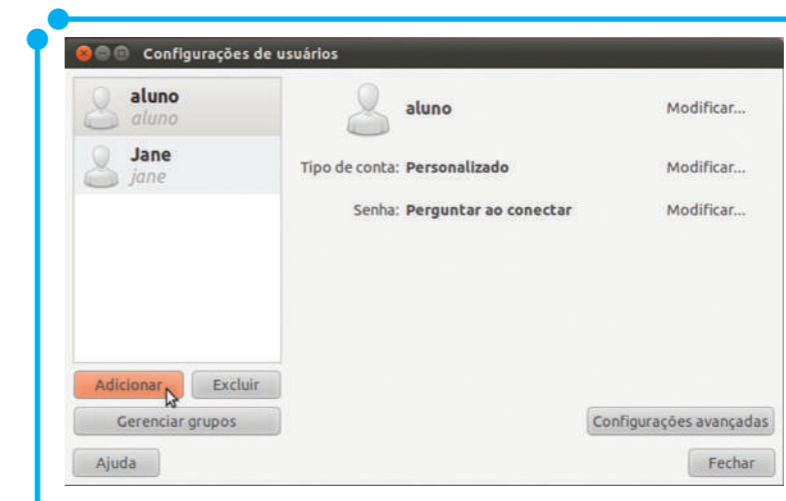 Configurações de usuários
aluno
aluno
Jane
jane
aluno Modificar...
Tipo de conta: Personalizado Modificar...
Senha: Perguntar ao conectar Modificar...
Adicionar Excluir
Gerenciar grupos Configurações avançadas
Ajuda Fechar